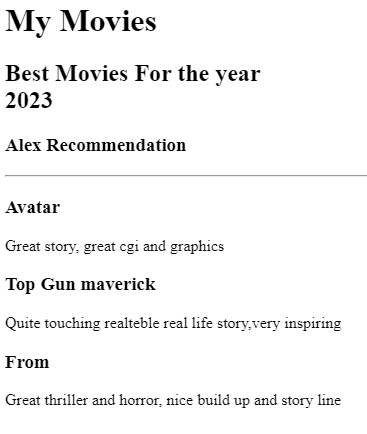 My Movies
Best Movies For the year
2023
Alex Recommendation
Avatar
Great story, great cgi and graphics
Top Gun maverick
Quite touching realteble real life story,very inspiring
From
Great thriller and horror, nice build up and story line